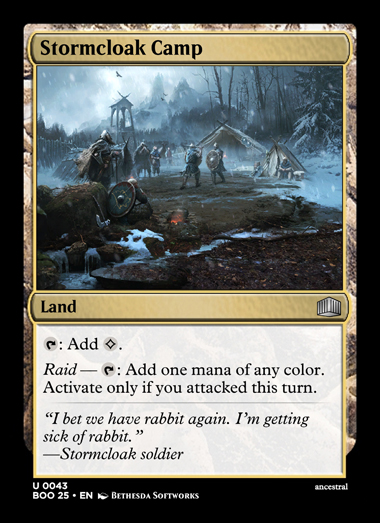 Stormcloak Camp
Land
: Add .
Raid — : Add one mana of any color.
Activate only if you attacked this turn.
“I bet we have rabbit again. I’m getting
sick of rabbit.”
—Stormcloak soldier
U 0043
BOO 25 • EN Bethesda Softworks
ancestral